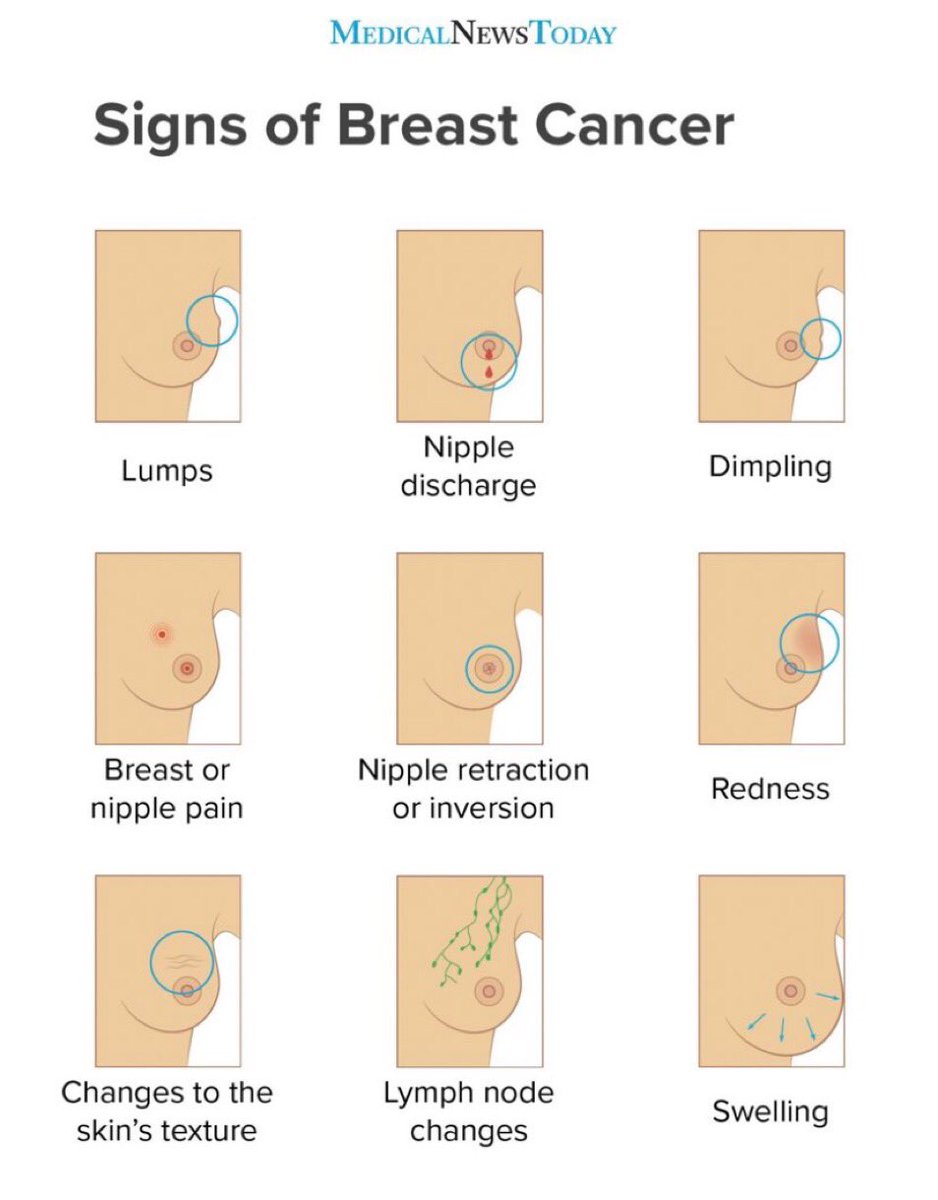 MEDICALNEWSTODAY
Signs of Breast Cancer
Lumps
Nipple
discharge
Dimpling
Breast or
nipple pain
Nipple retraction
or inversion
Redness
Changes to the
skin’s texture
Lymph node
changes
Swelling